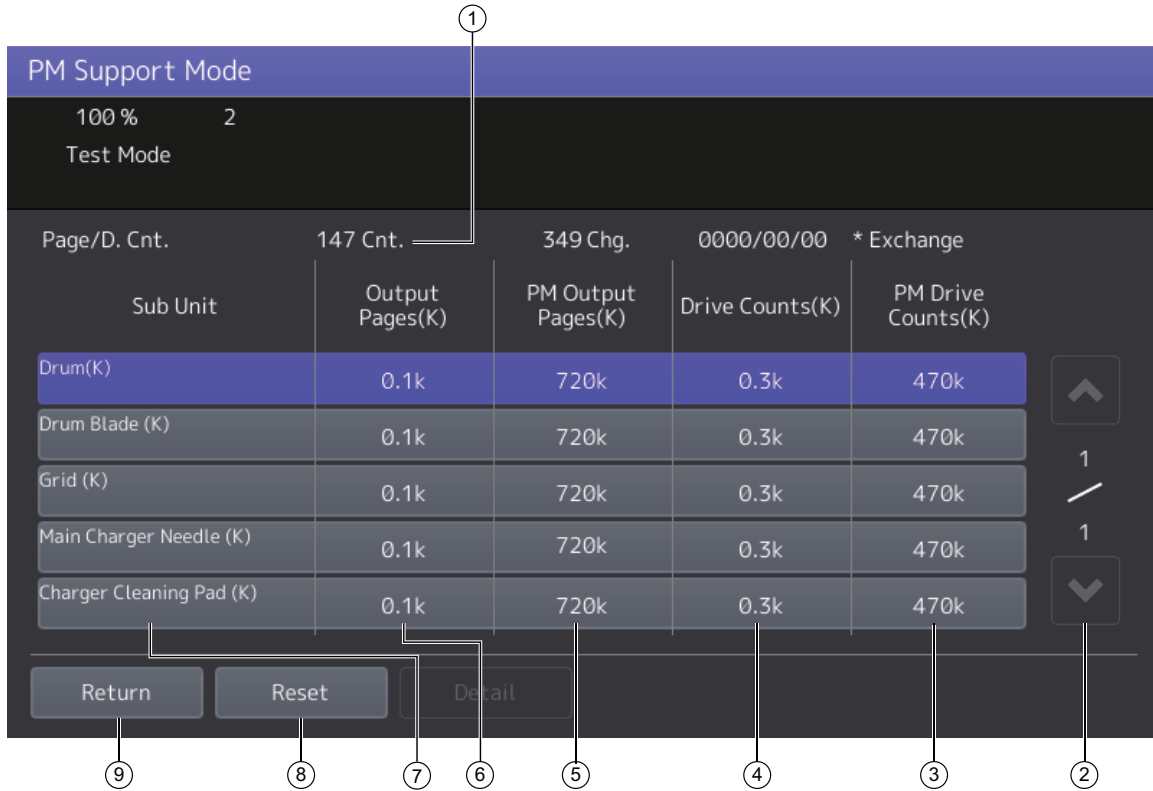 1
PM Support Mode
100 % 2
Test Mode
Page/D. Cnt. 147 Cnt. 349 Chg. 0000/00/00 * Exchange
Sub Unit Output Pages(K) PM Output Pages(K) Drive Counts(K) PM Drive Counts(K)
Drum(K) 0.1k 720k 0.3k 470k
Drum Blade (K) 0.1k 720k 0.3k 470k
1
Grid (K) 0.1k 720k 0.3k 470k
Main Charger Needle (K) 0.1k 720k 0.3k 470k
1
Charger Cleaning Pad (K) 0.1k 720k 0.3k 470k
Return Reset Detail
9 8 7 6 5 4 3 2